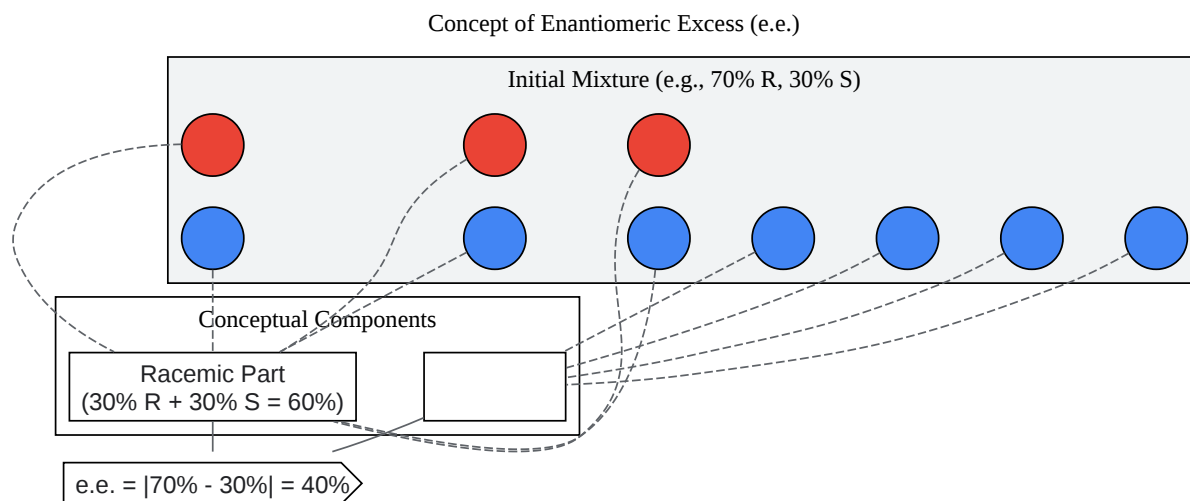 Concept of Enantiomeric Excess (e.e.)
Initial Mixture (e.g., 70% R, 30% S)
Conceptual Components
Racemic Part
(30% R + 30% S = 60%)
e.e. = |70% - 30%| = 40%